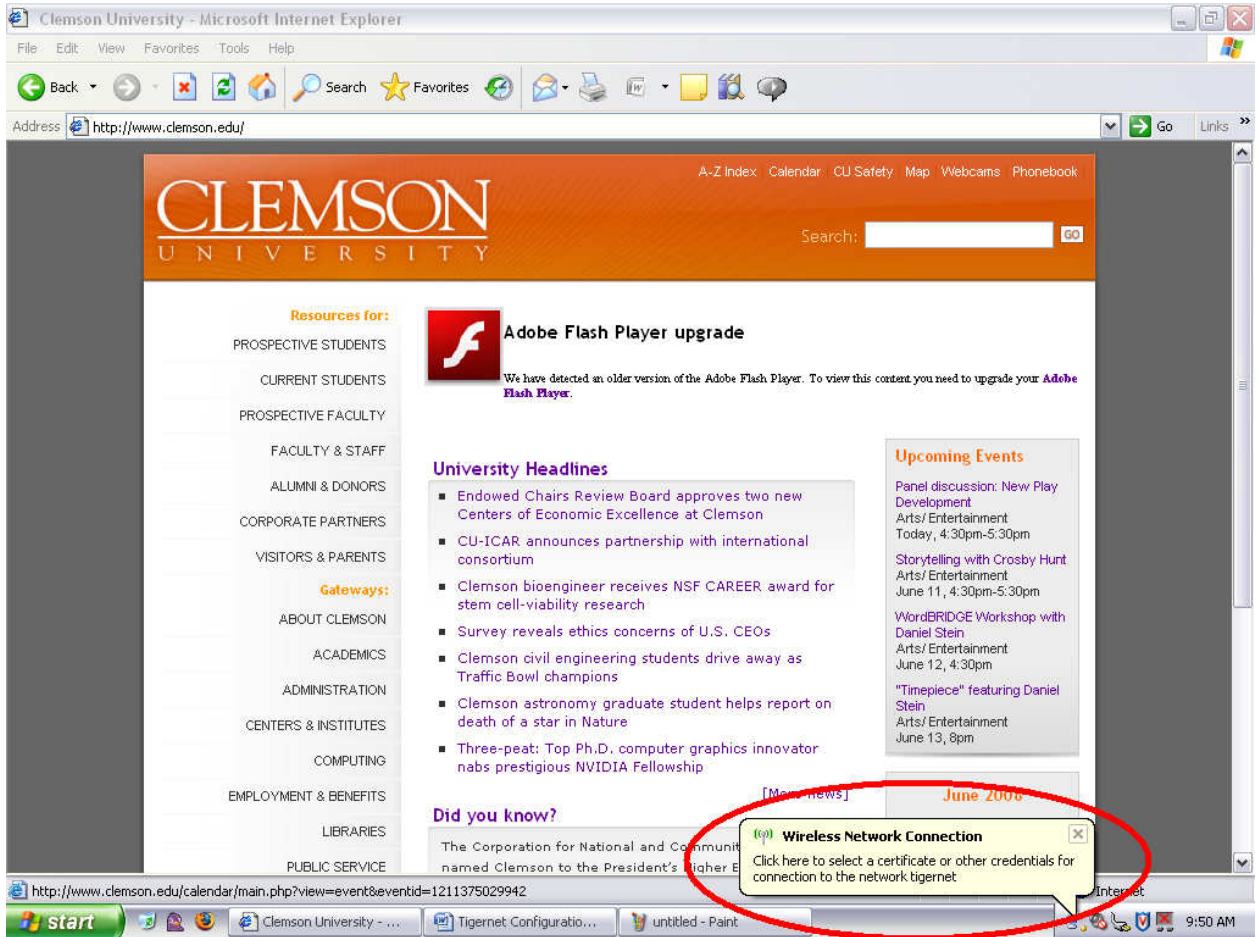 Clemson University - Microsoft Internet Explorer
File Edit View Favorites Tools Help
Back Search Favorites
Address http://www.clemson.edu/ Go Links »
A-Z Index Calendar CU Safety Map Webcams Phonebook
CLEMSON
UNIVERSITY
Search: GO
Resources for:
PROSPECTIVE STUDENTS
CURRENT STUDENTS
PROSPECTIVE FACULTY
FACULTY & STAFF
ALUMNI & DONORS
CORPORATE PARTNERS
VISITORS & PARENTS
Gateways:
ABOUT CLEMSON
ACADEMICS
ADMINISTRATION
CENTERS & INSTITUTES
COMPUTING
EMPLOYMENT & BENEFITS
LIBRARIES
PUBLIC SERVICE
Adobe Flash Player upgrade
We have detected an older version of the Adobe Flash Player. To view this content you need to upgrade your Adobe
Flash Player.
University Headlines
Endowed Chairs Review Board approves two new
Centers of Economic Excellence at Clemson
CU-ICAR announces partnership with international
consortium
Clemson bioengineer receives NSF CAREER award for
stem cell-viability research
Survey reveals ethics concerns of U.S. CEOs
Clemson civil engineering students drive away as
Traffic Bowl champions
Clemson astronomy graduate student helps report on
death of a star in Nature
Three-peat: Top Ph.D. computer graphics innovator
nabs prestigious NVIDIA Fellowship
[More news]
Did you know?
The Corporation for National and
named Clemson to the President's Higher
Upcoming Events
Panel discussion: New Play
Development
Arts/ Entertainment
Today, 4:30pm-5:30pm
Storytelling with Crosby Hunt
Arts/ Entertainment
June 11, 4:30pm-5:30pm
WordBRIDGE Workshop with
Daniel Stein
Arts/ Entertainment
June 12, 4:30pm
"Timepiece" featuring Daniel
Stein
Arts/ Entertainment
June 13, 8pm
June 2008
Wireless Network Connection
Click here to select a certificate or other credentials for
connection to the network tigernet
http://www.clemson.edu/calendar/main.php?view=event&eventid=1211375029942 Internet
start Clemson University - ... Tigernet Configuratio... untitled - Paint 9:50 AM